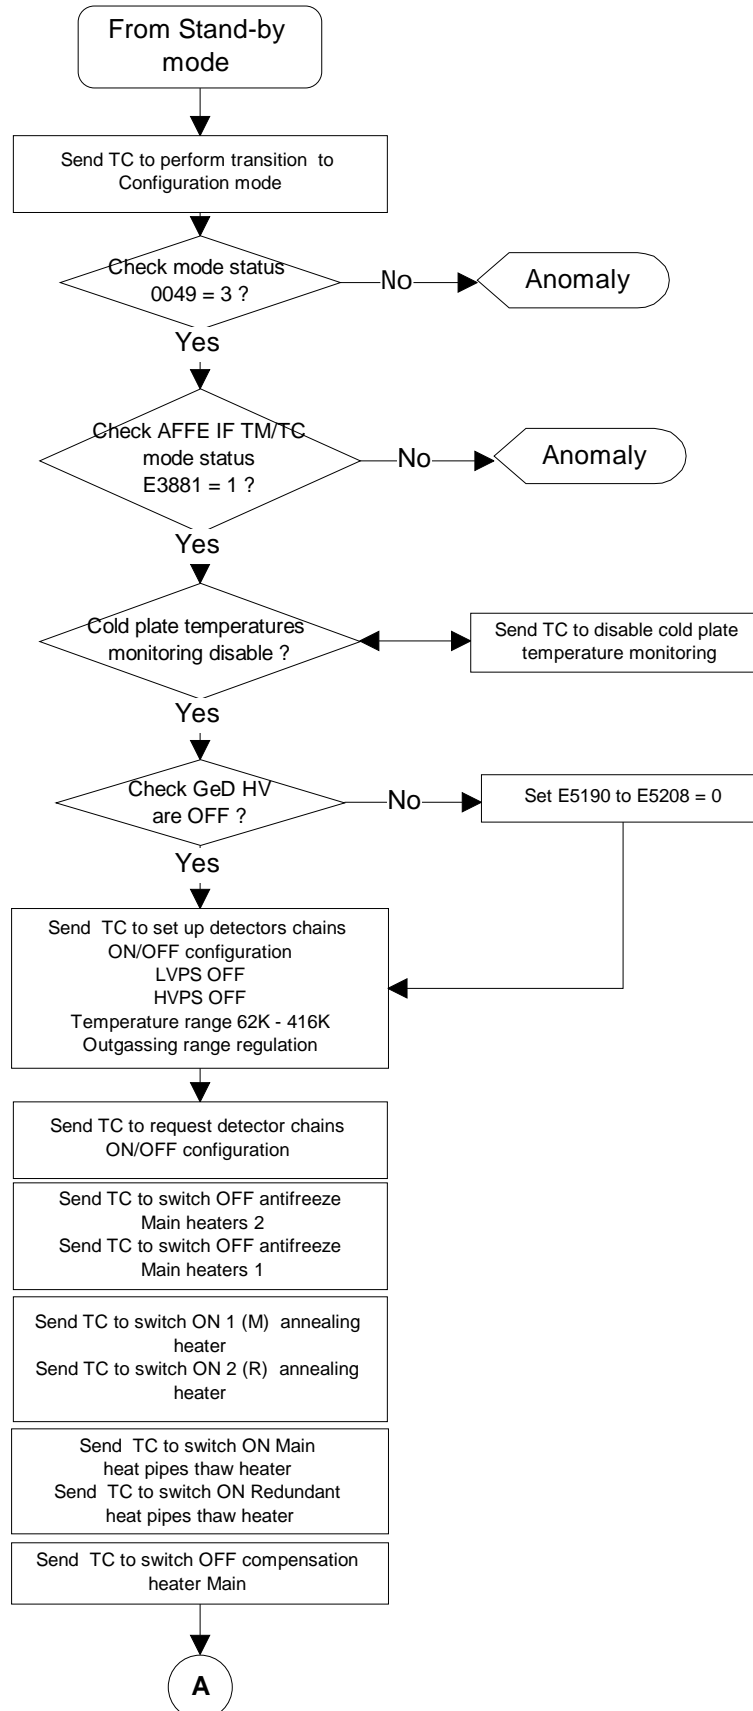 From Stand-by
mode
Send TC to perform transition to
Configuration mode
Check mode status
0049 = 3 ?
No
Anomaly
Yes
Check AFFE IF TM/TC
mode status
E3881 = 1 ?
No
Anomaly
Yes
Cold plate temperatures
monitoring disable ?
Send TC to disable cold plate
temperature monitoring
Yes
Check GeD HV
are OFF ?
No
Set E5190 to E5208 = 0
Yes
Send TC to set up detectors chains
ON/OFF configuration
LVPS OFF
HVPS OFF
Temperature range 62K - 416K
Outgassing range regulation
Send TC to request detector chains
ON/OFF configuration
Send TC to switch OFF antifreeze
Main heaters 2
Send TC to switch OFF antifreeze
Main heaters 1
Send TC to switch ON 1 (M) annealing
heater
Send TC to switch ON 2 (R) annealing
heater
Send TC to switch ON Main
heat pipes thaw heater
Send TC to switch ON Redundant
heat pipes thaw heater
Send TC to switch OFF compensation
heater Main
A